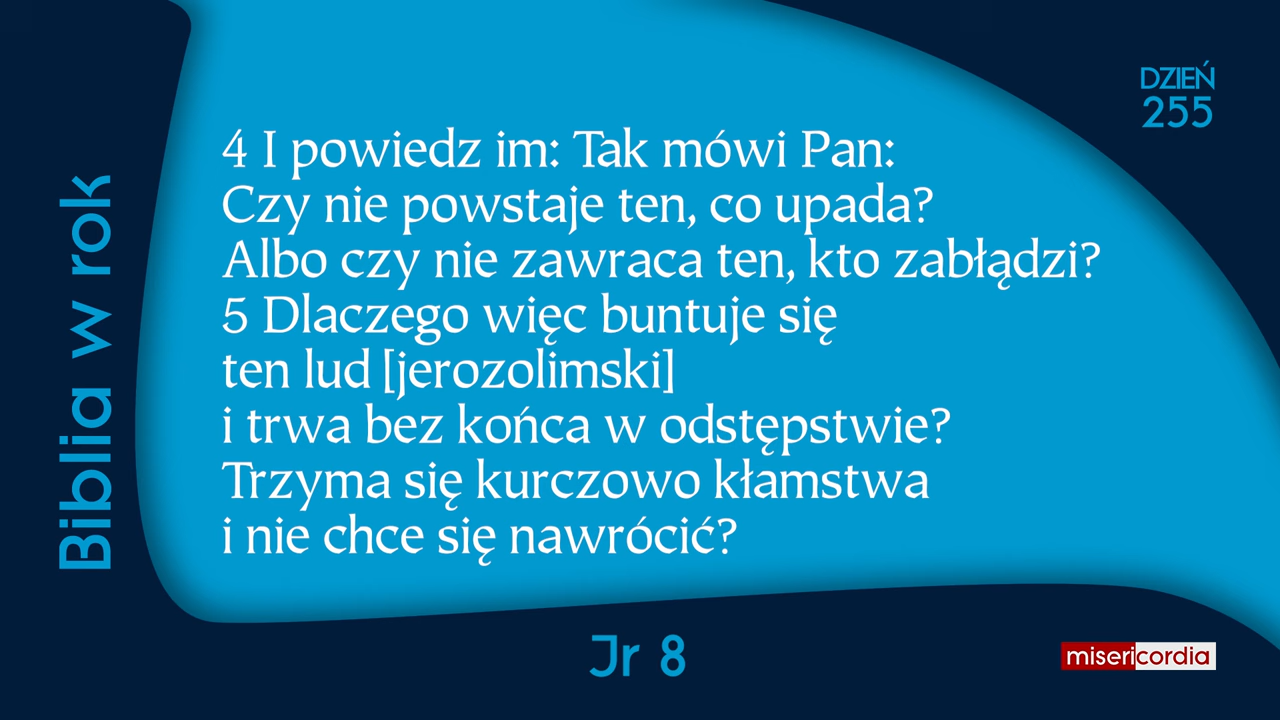 DZIEŃ
255
Biblia w rok
4 I powiedz im: Tak mówi Pan:
Czy nie powstaje ten, co upada?
Albo czy nie zawraca ten, kto zabłądzi?
5 Dlaczego więc buntuje się
ten lud [jerozolimski]
i trwa bez końca w odstępstwie?
Trzyma się kurczowo kłamstwa
i nie chce się nawrócić?
Jr 8
misericordia